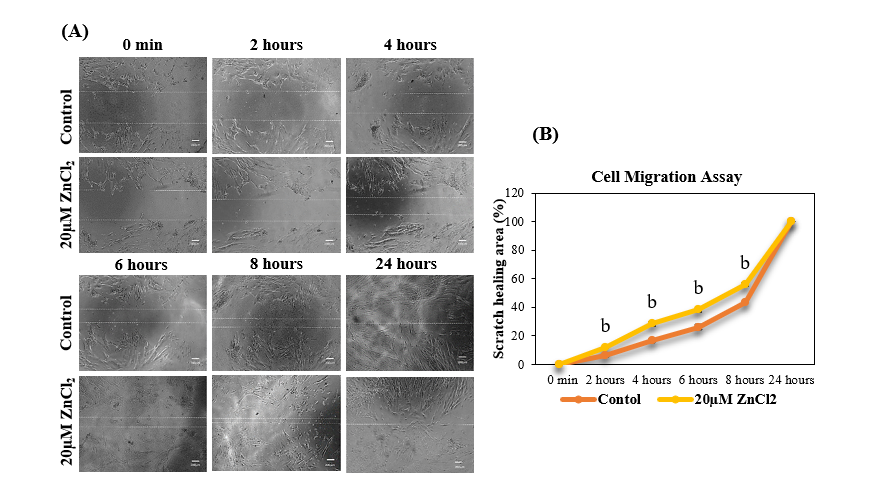 (A)
0 min 2 hours 4 hours
Control
20μM ZnCl₂
6 hours 8 hours 24 hours
Control
20μM ZnCl₂
(B)
Cell Migration Assay
Scratch healing area (%)
120
100
80
60
40
20
0
b
b
b
b
0 min 2 hours 4 hours 6 hours 8 hours 24 hours
Contol 20μM ZnCl2